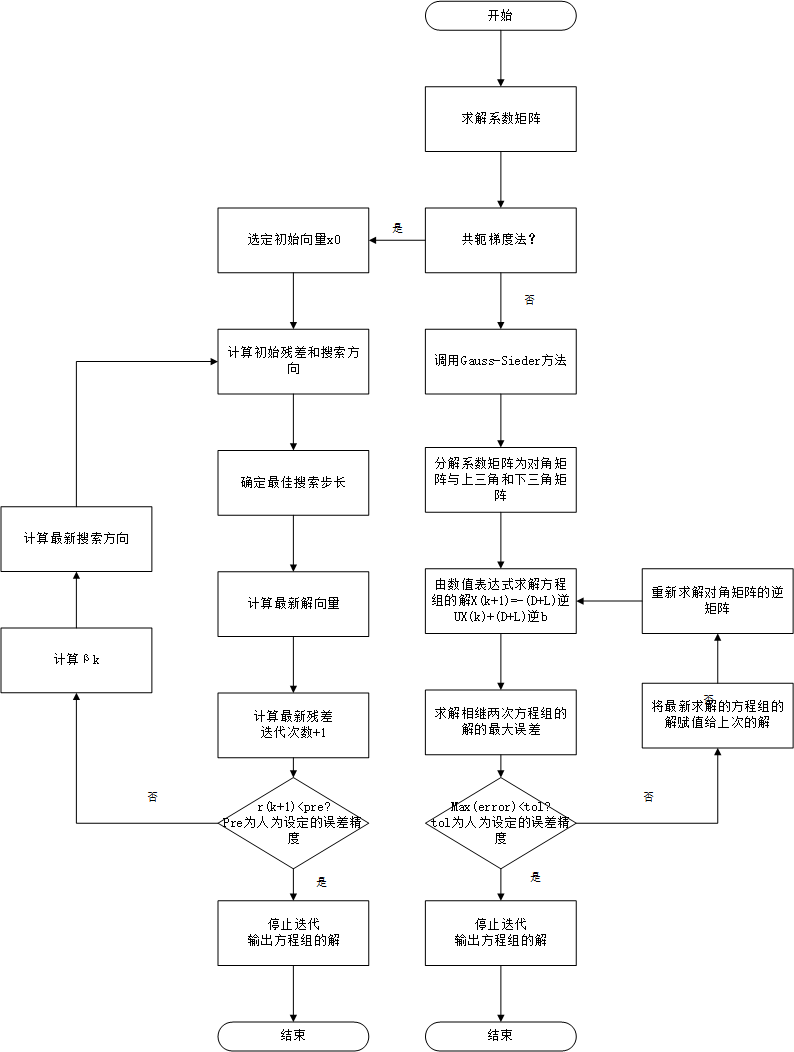 开始
求解系数矩阵
共轭梯度法？
是
选定初始向量x0
否
计算初始残差和搜索方
向
确定最佳搜索步长
计算最新解向量
计算最新残差
迭代次数+1
r(k+1)<pre?
Pre为人为设定的误差精
度
否
计算βk
计算最新搜索方向
是
停止迭代
输出方程组的解
结束
调用Gauss-Sieder方法
分解系数矩阵为对角矩
阵与上三角和下三角矩
阵
由数值表达式求解方程
组的解X(k+1)=-(D+L)逆
UX(k)+(D+L)逆b
求解相继两次方程组的
解的最大误差
Max(error)<tol?
tol为人为设定的误差精
度
否
将最新求解的方程组的
解赋值给上次的解
否
重新求解对角矩阵的逆
矩阵
是
停止迭代
输出方程组的解
结束